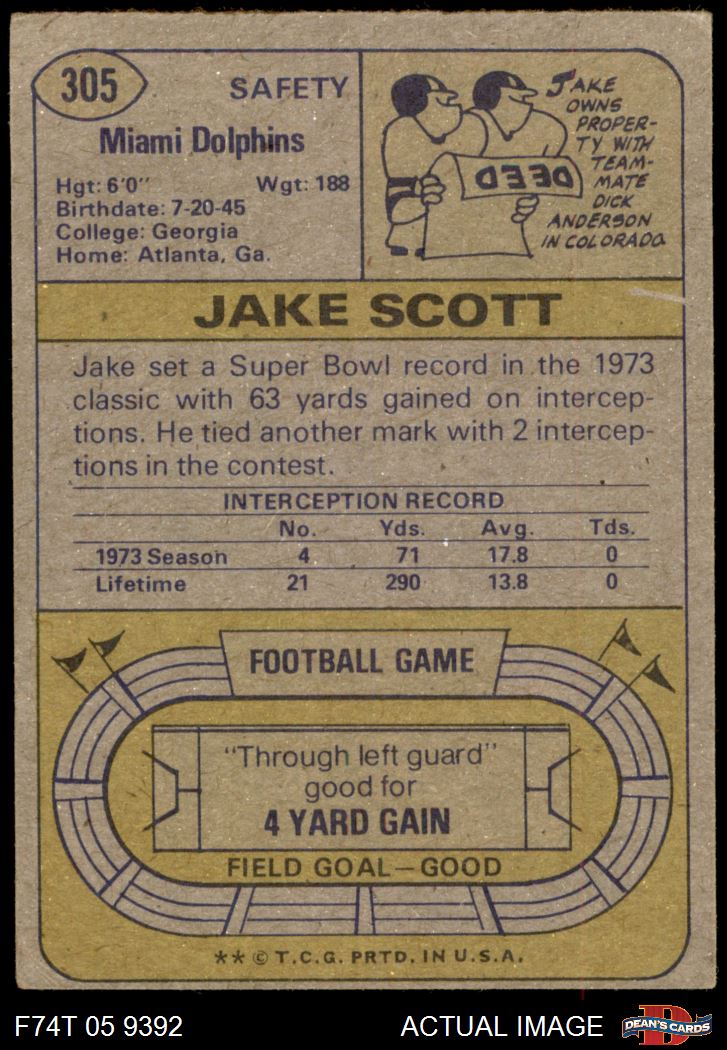 305
SAFETY
Miami Dolphins
Hgt: 6'0" Wgt: 188
Birthdate: 7-20-45
College: Georgia
Home: Atlanta, Ga.
JAKE
OWNS
PROPER-
TY WITH
TEAM-
MATE
DICK
ANDERSON
IN COLORADO
DEED
JAKE SCOTT
Jake set a Super Bowl record in the 1973
classic with 63 yards gained on intercep-
tions. He tied another mark with 2 intercep-
tions in the contest.
INTERCEPTION RECORD
No. Yds. Avg. Tds.
1973 Season 4 71 17.8 0
Lifetime 21 290 13.8 0
FOOTBALL GAME
"Through left guard"
good for
4 YARD GAIN
FIELD GOAL—GOOD
** © T.C.G. PRTD. IN U.S.A.
F74T 05 9392 ACTUAL IMAGE
D
DEAN'S CARDS